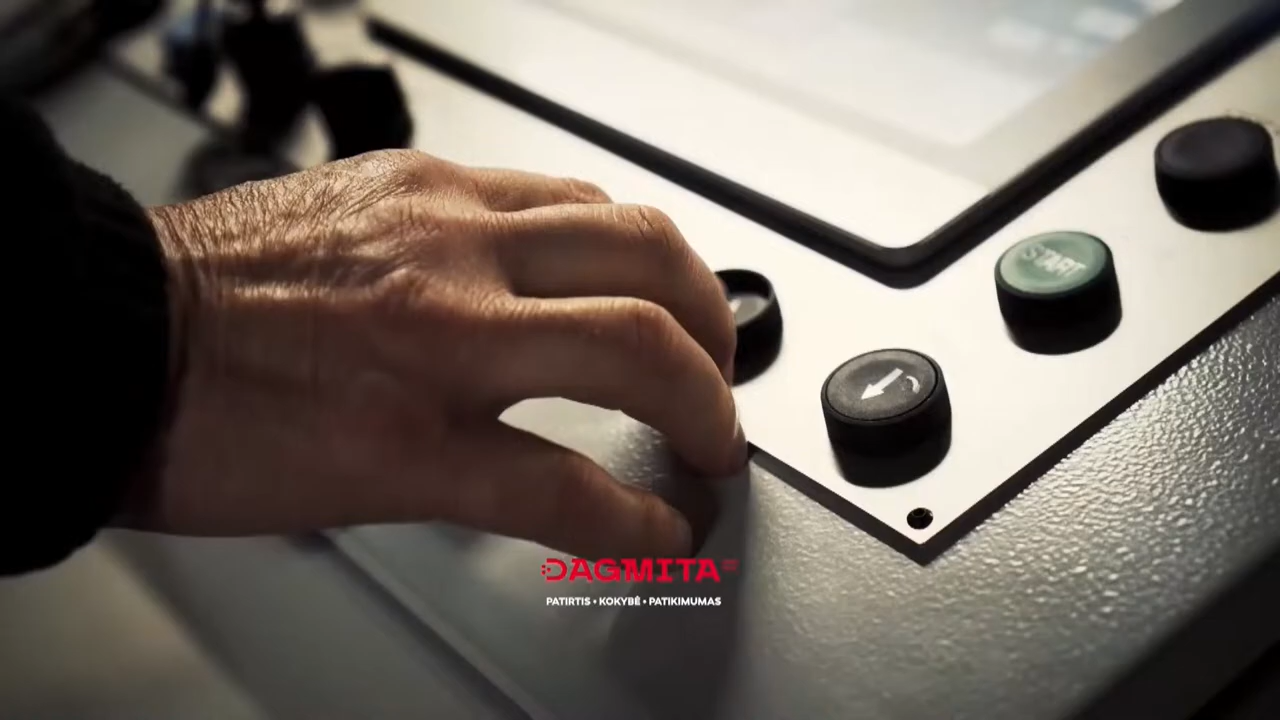 START
DAGMITA
PATIRTIS • KOKYBĖ • PATIKIMUMAS